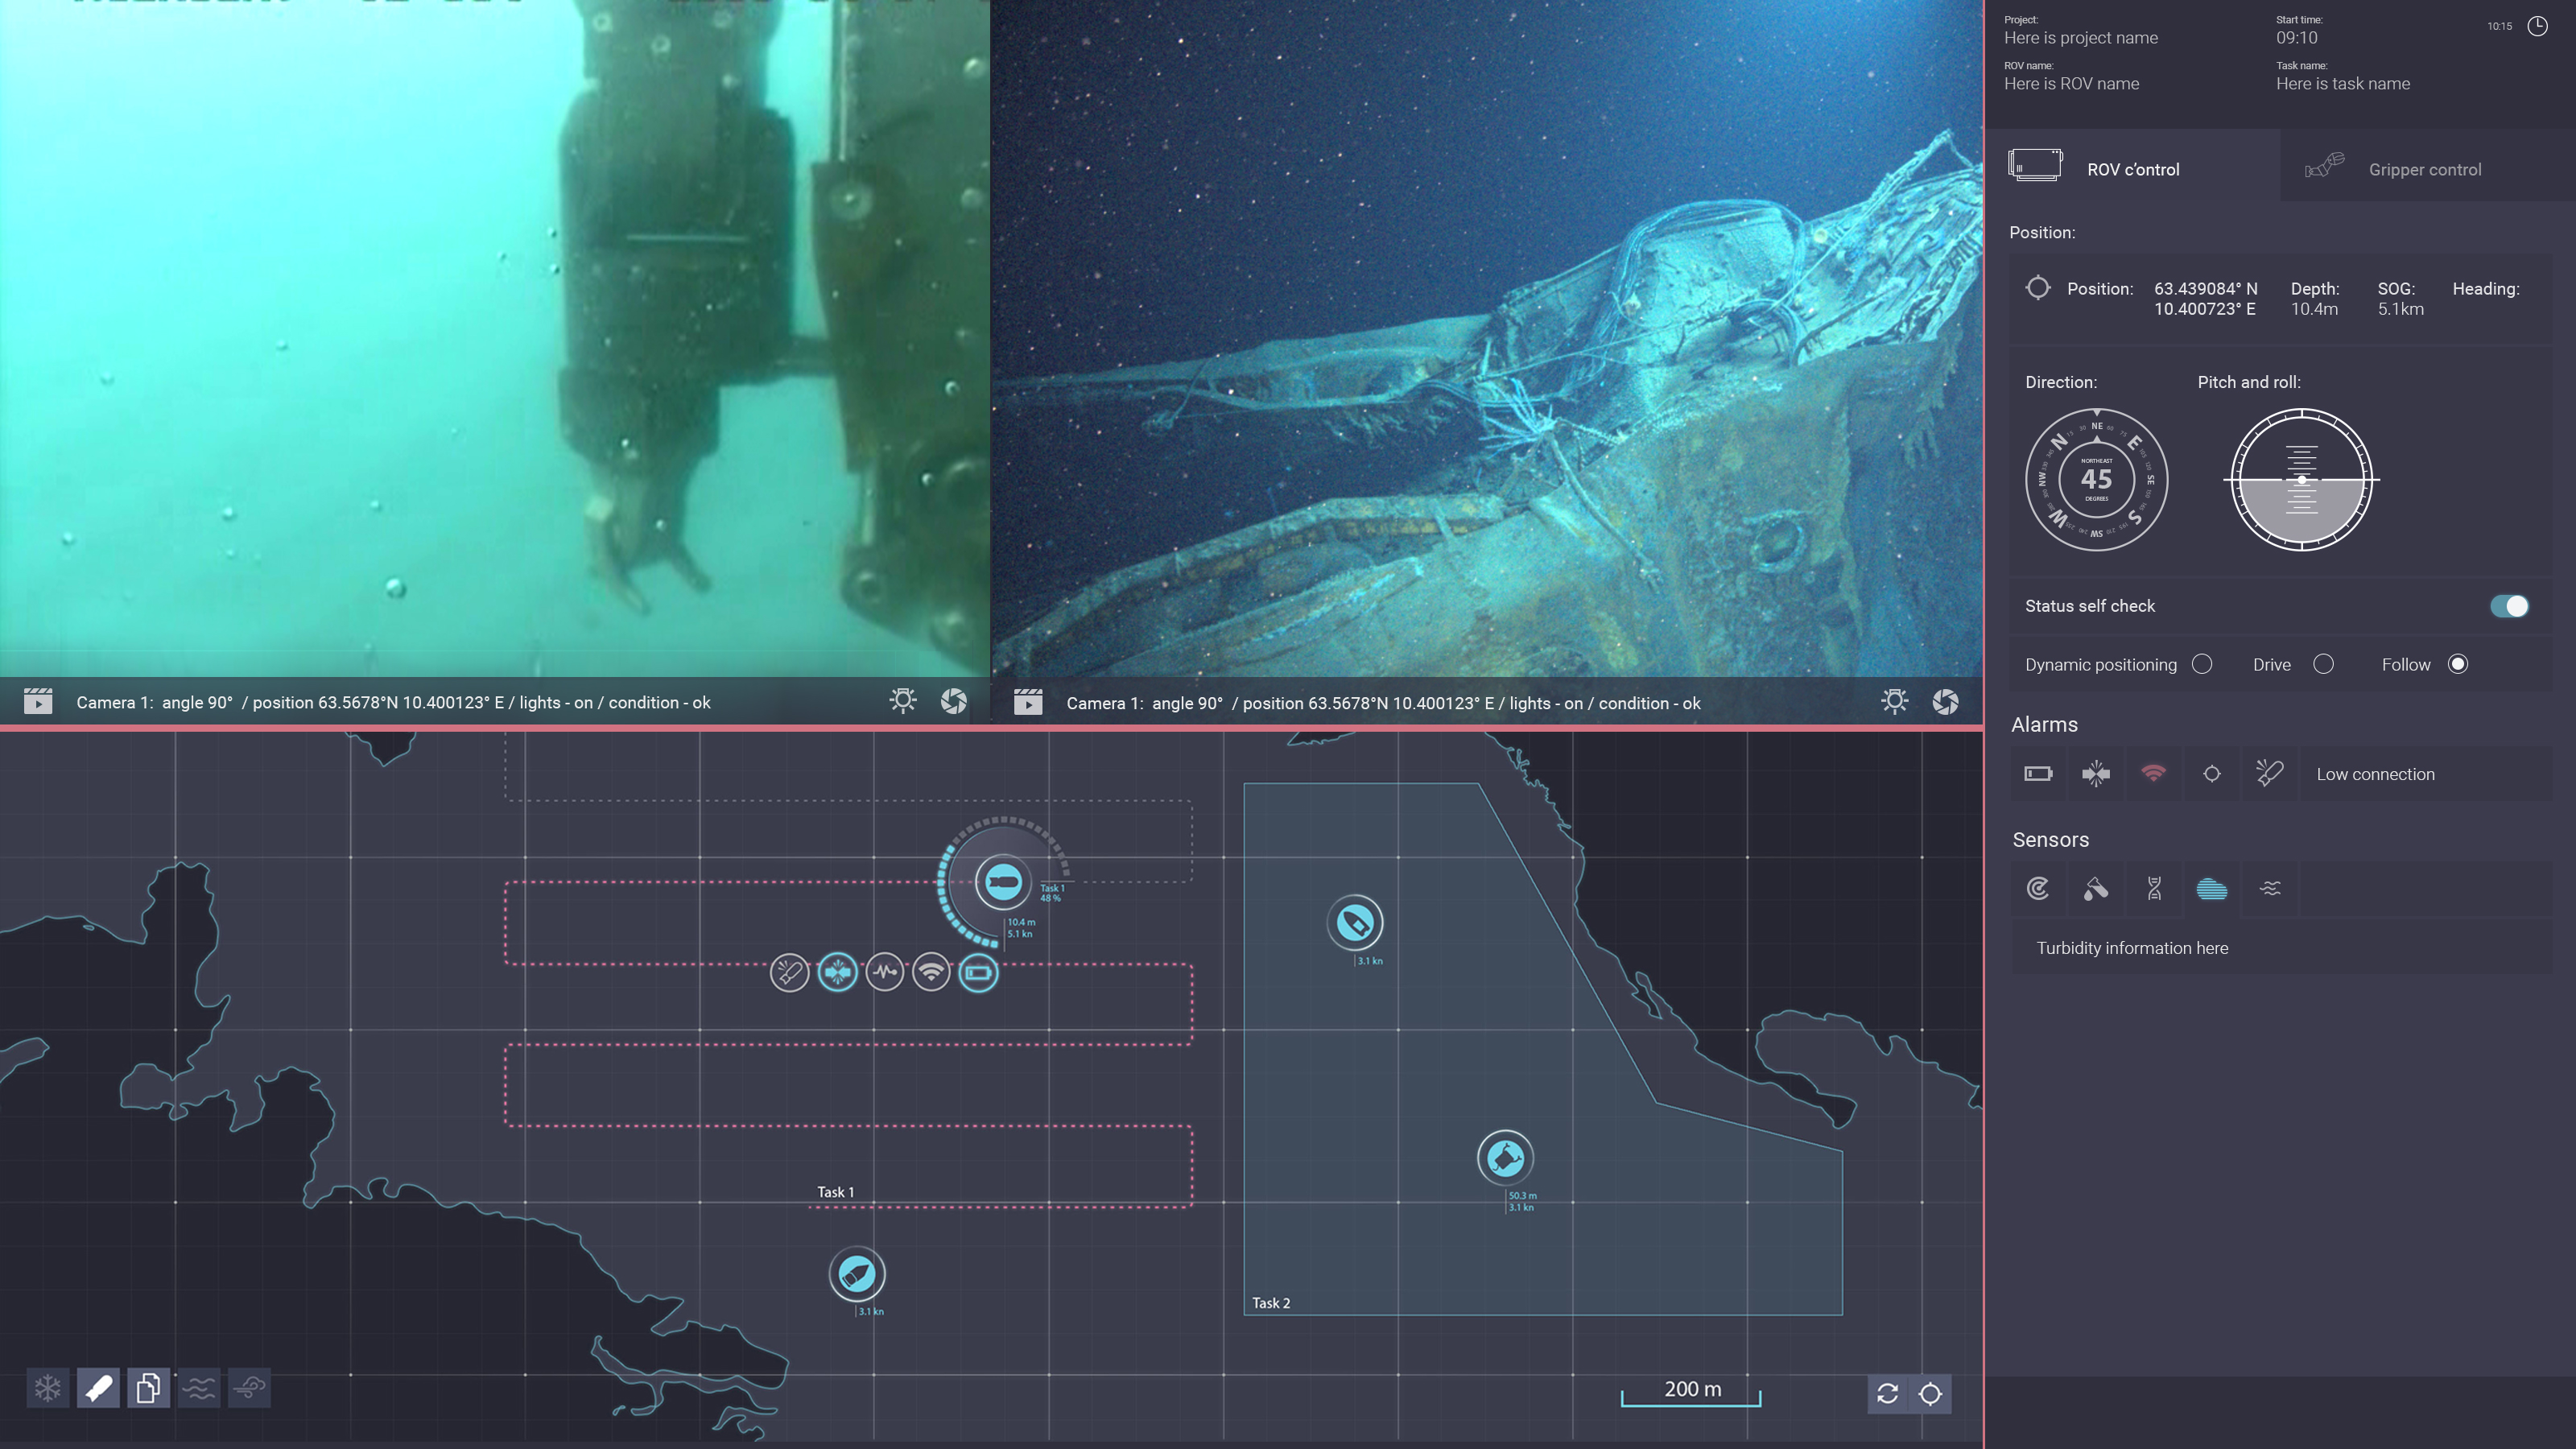 Camera 1: angle 90° / position 63.5678°N 10.400123° E / lights - on / condition - ok
Camera 1: angle 90° / position 63.5678°N 10.400123° E / lights - on / condition - ok
Task 1
48 %
10.4 m
5.1 kn
3.1 kn
50.3 m
3.1 kn
Task 1
3.1 kn
Task 2
200 m
Project:
Here is project name
Start time:
09:10
10:15
ROV name:
Here is ROV name
Task name:
Here is task name
ROV c’ontrol
Gripper control
Position:
Position: 63.439084° N Depth: SOG: Heading:
10.400723° E 10.4m 5.1km
Direction: Pitch and roll:
N NE E SE S SW W NW
NORTHEAST
45
DEGREES
Status self check
Dynamic positioning Drive Follow
Alarms
Low connection
Sensors
Turbidity information here